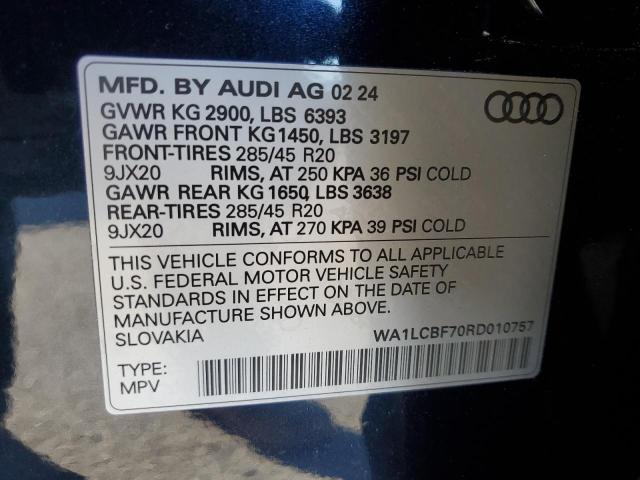 MFD. BY AUDI AG 02 24
GVWR KG 2900, LBS 6393
GAWR FRONT KG 1450, LBS 3197
FRONT-TIRES 285/45 R20
9JX20 RIMS, AT 250 KPA 36 PSI COLD
GAWR REAR KG 1650, LBS 3638
REAR-TIRES 285/45 R20
9JX20 RIMS, AT 270 KPA 39 PSI COLD
THIS VEHICLE CONFORMS TO ALL APPLICABLE
U.S. FEDERAL MOTOR VEHICLE SAFETY
STANDARDS IN EFFECT ON THE DATE OF
MANUFACTURE SHOWN ABOVE.
SLOVAKIA WA1LCBF70RD010757
TYPE:
MPV